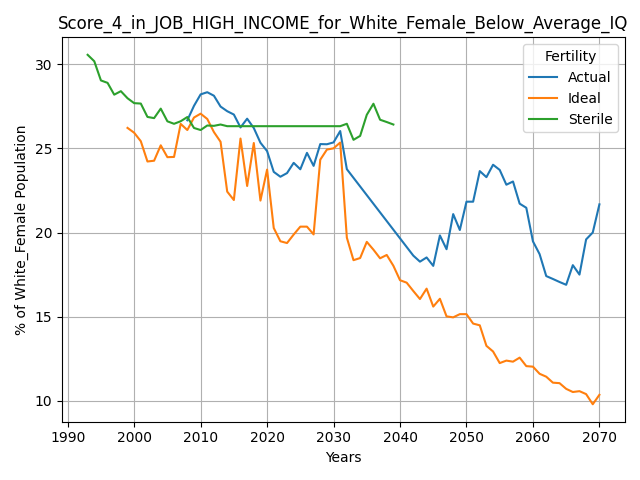 Score_4_in_JOB_HIGH_INCOME_for_White_Female_Below_Average_IQ
Fertility
Actual
Ideal
Sterile
% of White_Female Population
30
25
20
15
10
1990
2000
2010
2020
2030
2040
2050
2060
2070
Years